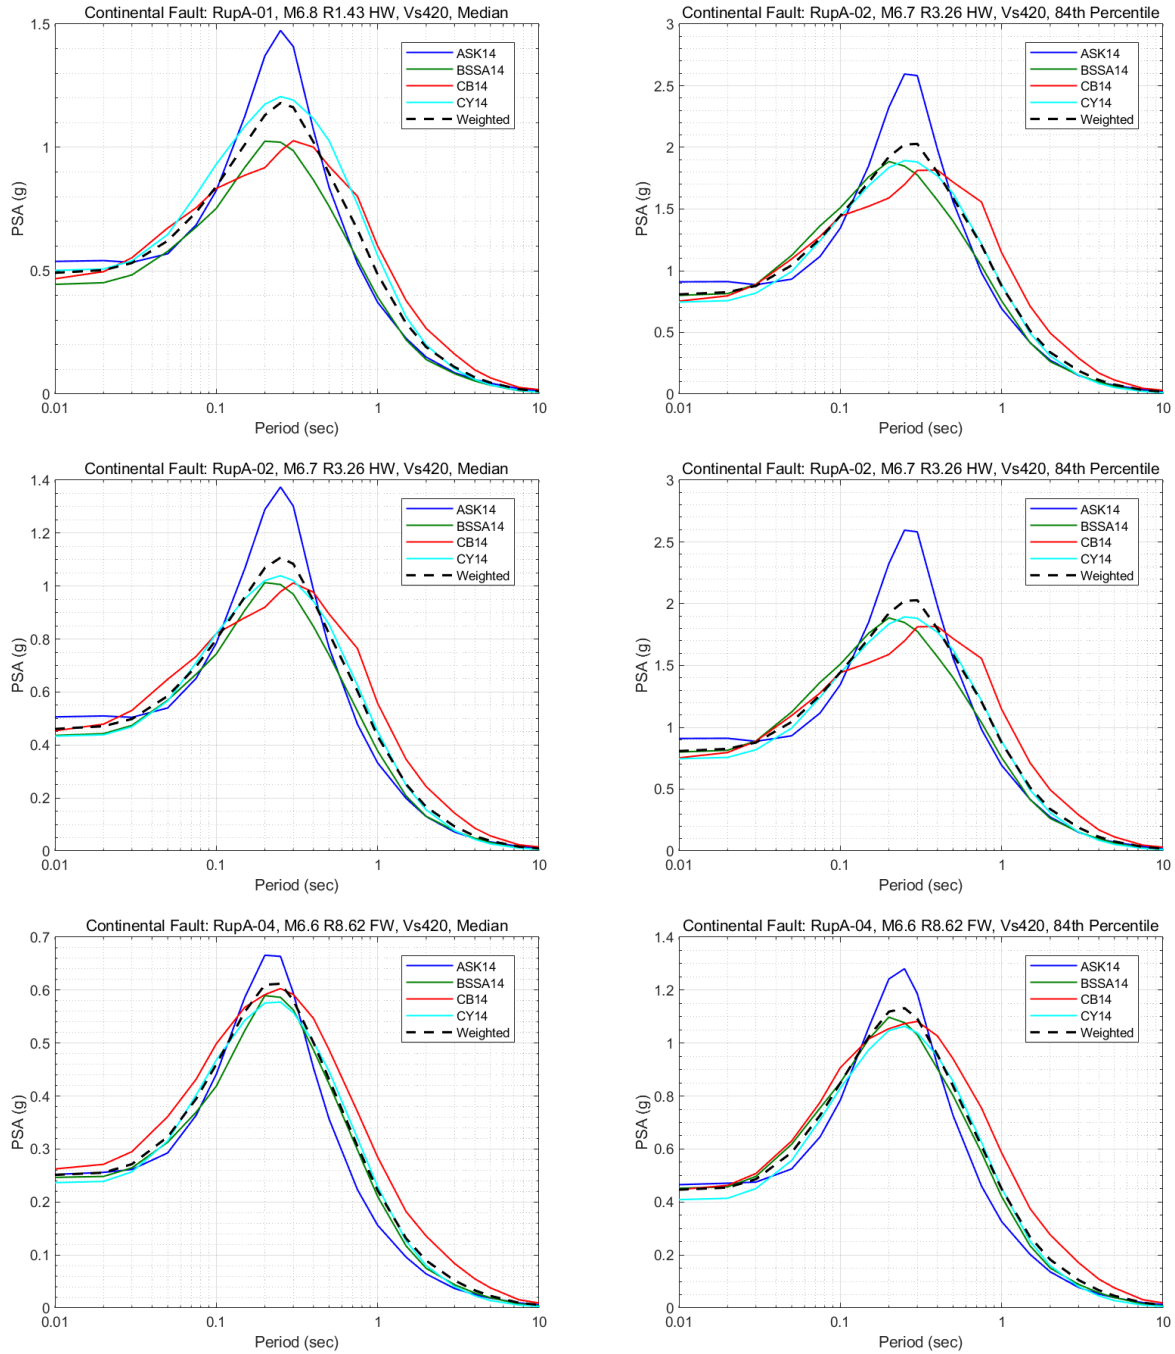 Continental Fault: RupA-01, M6.8 R1.43 HW, Vs420, Median
1.5
1
0.5
0
PSA (g)
ASK14
BSSA14
CB14
CY14
Weighted
0.01
0.1
1
10
Period (sec)
Continental Fault: RupA-02, M6.7 R3.26 HW, Vs420, 84th Percentile
3
2.5
2
1.5
1
0.5
0
PSA (g)
ASK14
BSSA14
CB14
CY14
Weighted
0.01
0.1
1
10
Period (sec)
Continental Fault: RupA-02, M6.7 R3.26 HW, Vs420, Median
1.4
1.2
1
0.8
0.6
0.4
0.2
0
PSA (g)
ASK14
BSSA14
CB14
CY14
Weighted
0.01
0.1
1
10
Period (sec)
Continental Fault: RupA-02, M6.7 R3.26 HW, Vs420, 84th Percentile
3
2.5
2
1.5
1
0.5
0
PSA (g)
ASK14
BSSA14
CB14
CY14
Weighted
0.01
0.1
1
10
Period (sec)
Continental Fault: RupA-04, M6.6 R8.62 FW, Vs420, Median
0.7
0.6
0.5
0.4
0.3
0.2
0.1
0
PSA (g)
ASK14
BSSA14
CB14
CY14
Weighted
0.01
0.1
1
10
Period (sec)
Continental Fault: RupA-04, M6.6 R8.62 FW, Vs420, 84th Percentile
1.4
1.2
1
0.8
0.6
0.4
0.2
0
PSA (g)
ASK14
BSSA14
CB14
CY14
Weighted
0.01
0.1
1
10
Period (sec)